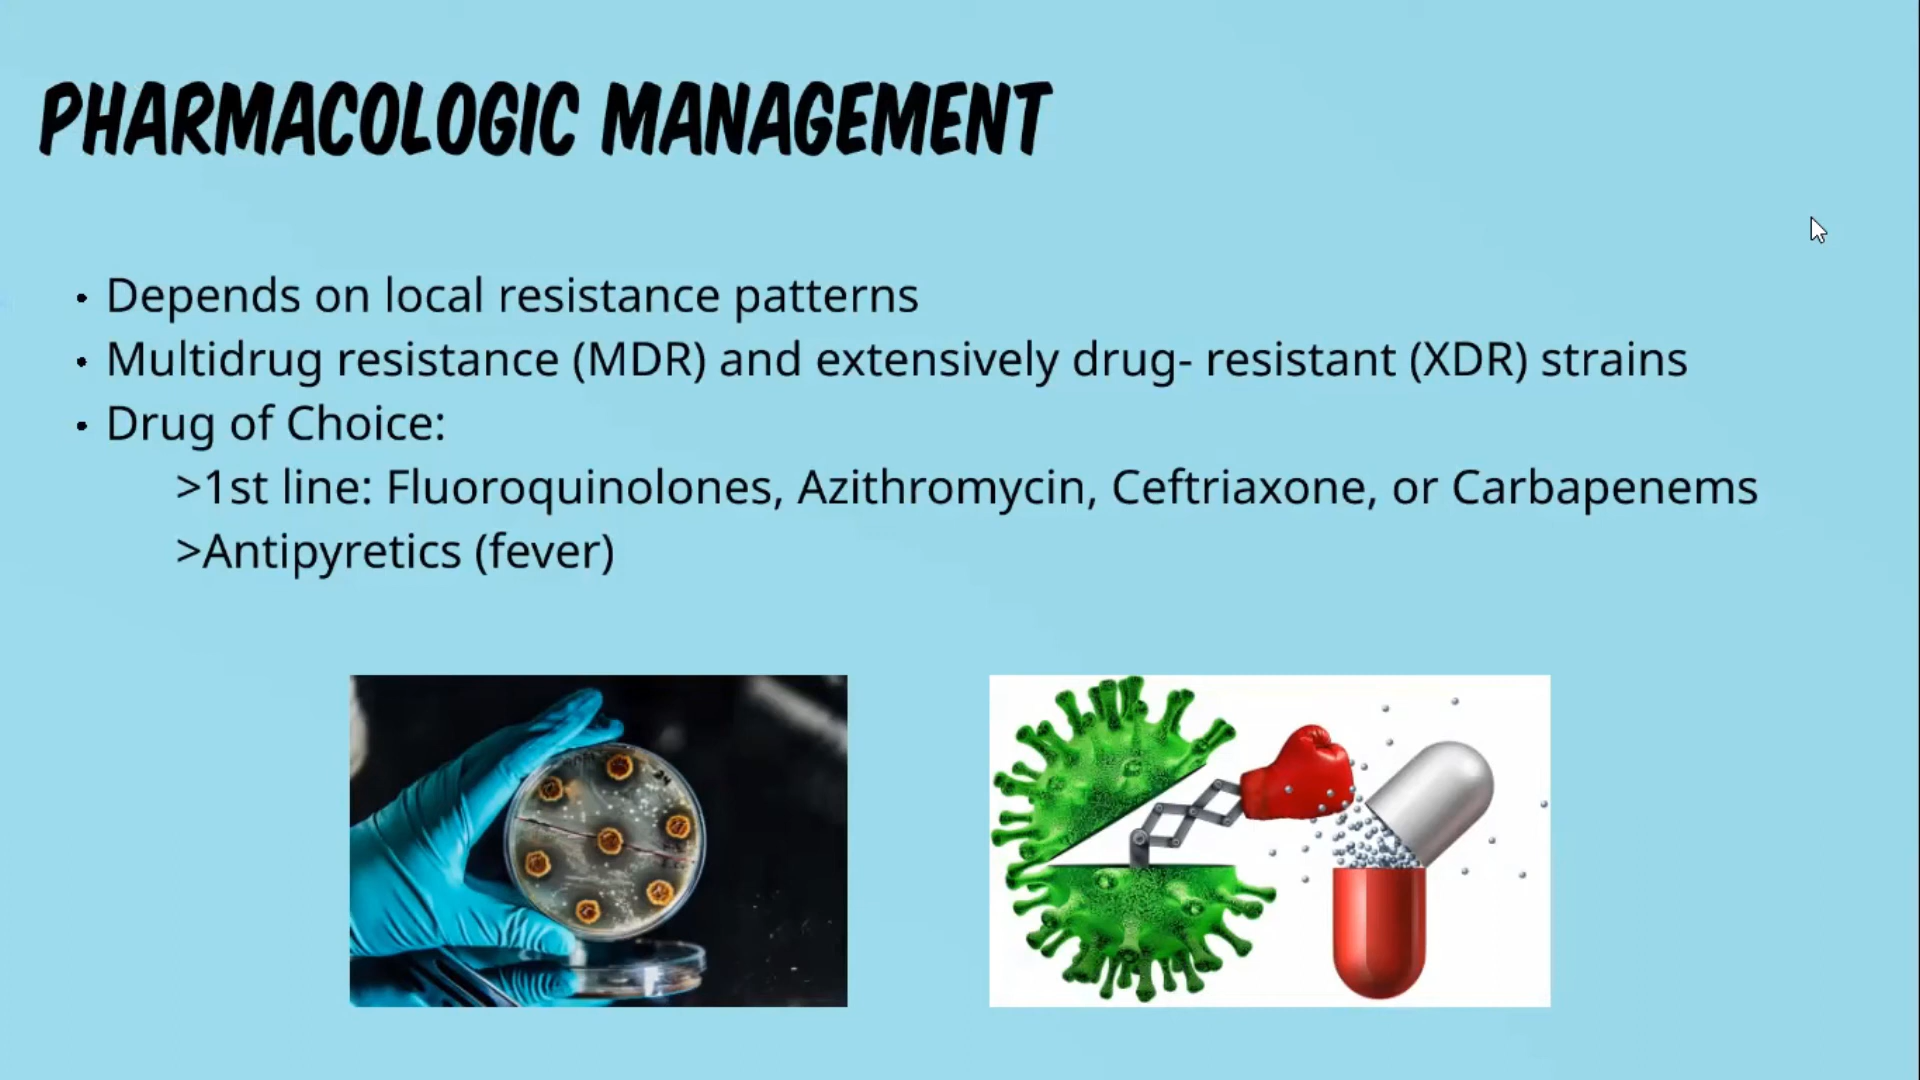 PHARMACOLOGIC MANAGEMENT
• Depends on local resistance patterns
• Multidrug resistance (MDR) and extensively drug- resistant (XDR) strains
• Drug of Choice:
>1st line: Fluoroquinolones, Azithromycin, Ceftriaxone, or Carbapenems
>Antipyretics (fever)